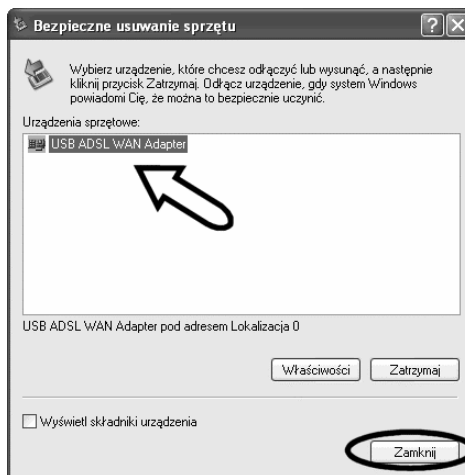 Bezpieczne usuwanie sprzętu
Wybierz urządzenie, które chcesz odłączyć lub wysunąć, a następnie
kliknij przycisk Zatrzymaj. Odłącz urządzenie, gdy system Windows
powiadomi Cię, że można to bezpiecznie uczynić.
Urządzenia sprzętowe:
USB ADSL WAN Adapter
USB ADSL WAN Adapter pod adresem Lokalizacja 0
Właściwości Zatrzymaj
Wyświetl składniki urządzenia
Zamknij